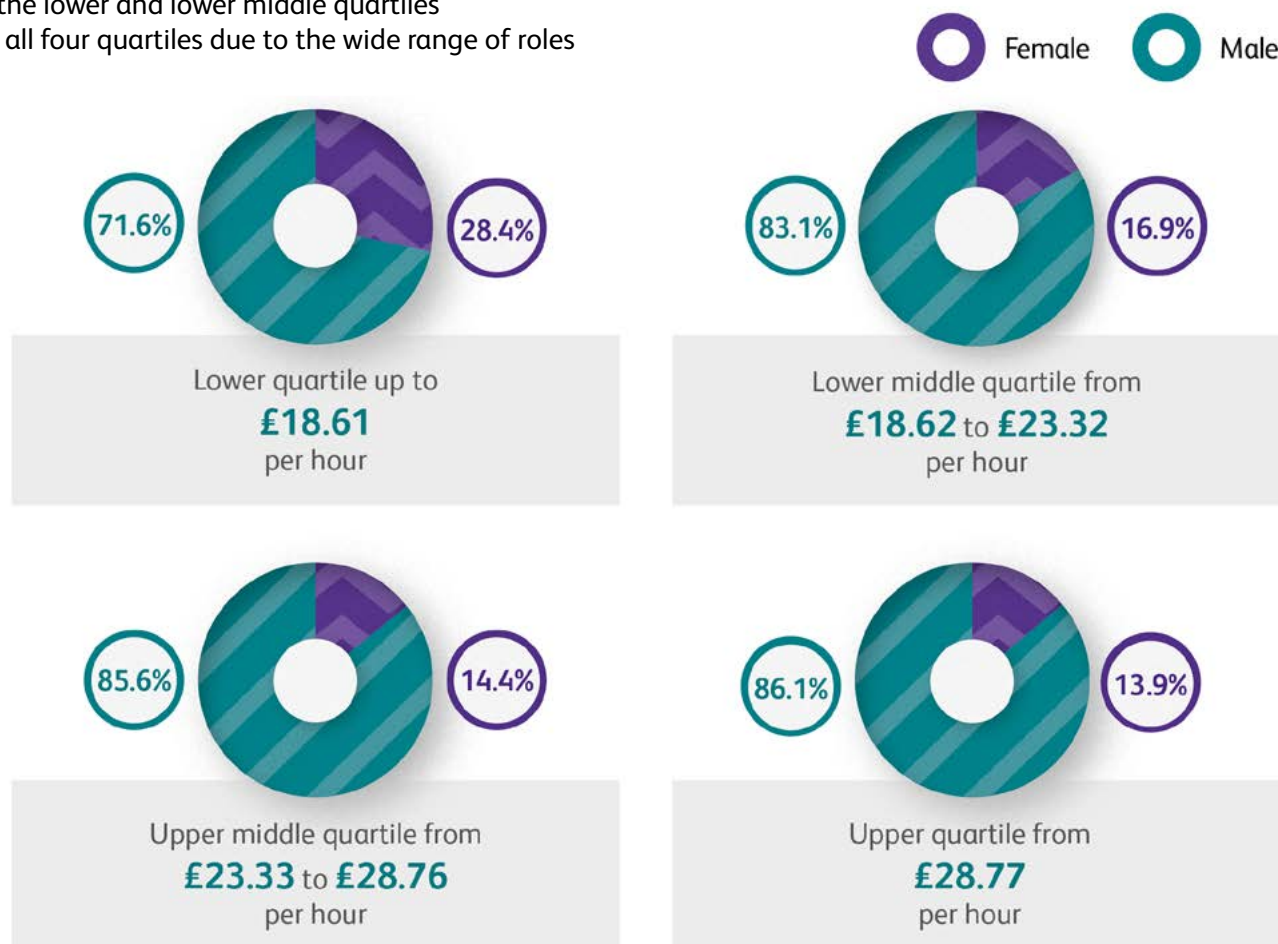 the lower and lower middle quartiles
all four quartiles due to the wide range of roles
Female
Male
71.6%
28.4%
83.1%
16.9%
Lower quartile up to
£18.61
per hour
Lower middle quartile from
£18.62 to £23.32
per hour
85.6%
14.4%
86.1%
13.9%
Upper middle quartile from
£23.33 to £28.76
per hour
Upper quartile from
£28.77
per hour